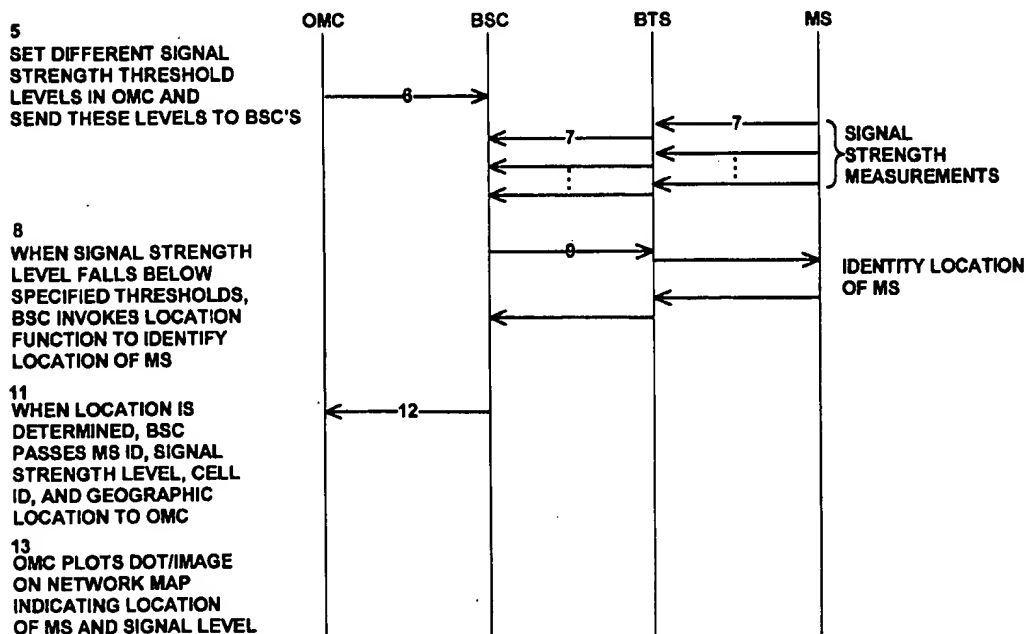 OMC BSC BTS MS
5
SET DIFFERENT SIGNAL
STRENGTH THRESHOLD
LEVELS IN OMC AND
SEND THESE LEVELS TO BSC'S
6
7
7
SIGNAL
STRENGTH
MEASUREMENTS
8
WHEN SIGNAL STRENGTH
LEVEL FALLS BELOW
SPECIFIED THRESHOLDS,
BSC INVOKES LOCATION
FUNCTION TO IDENTIFY
LOCATION OF MS
9
IDENTITY LOCATION
OF MS
11
WHEN LOCATION IS
DETERMINED, BSC
PASSES MS ID, SIGNAL
STRENGTH LEVEL, CELL
ID, AND GEOGRAPHIC
LOCATION TO OMC
12
13
OMC PLOTS DOT/IMAGE
ON NETWORK MAP
INDICATING LOCATION
OF MS AND SIGNAL LEVEL